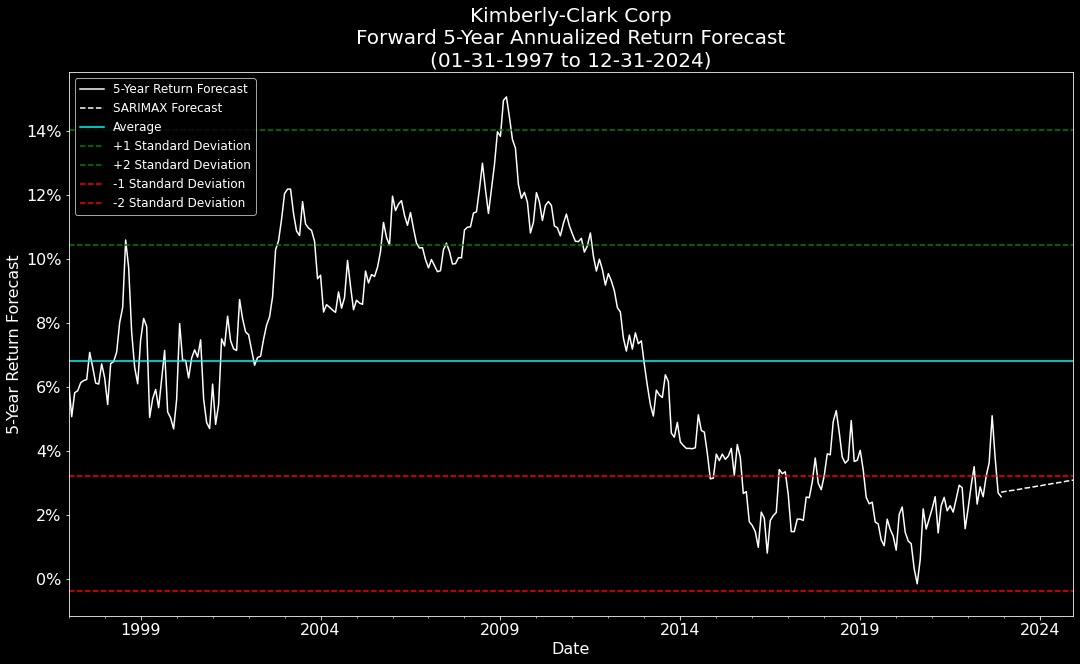 Kimberly-Clark Corp
Forward 5-Year Annualized Return Forecast
(01-31-1997 to 12-31-2024)
5-Year Return Forecast
SARIMAX Forecast
Average
+1 Standard Deviation
+2 Standard Deviation
-1 Standard Deviation
-2 Standard Deviation
14%
12%
10%
8%
6%
4%
2%
0%
5-Year Return Forecast
1999 2004 2009 2014 2019 2024
Date